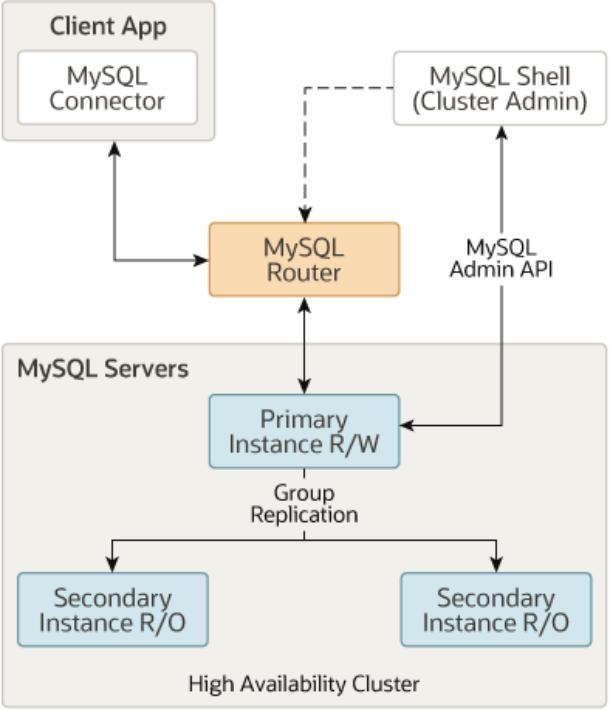 Client App
MySQL
Connector
MySQL Shell
(Cluster Admin)
MySQL
Router
MySQL
Admin API
MySQL Servers
Primary
Instance R/W
Group
Replication
Secondary
Instance R/O
Secondary
Instance R/O
High Availability Cluster